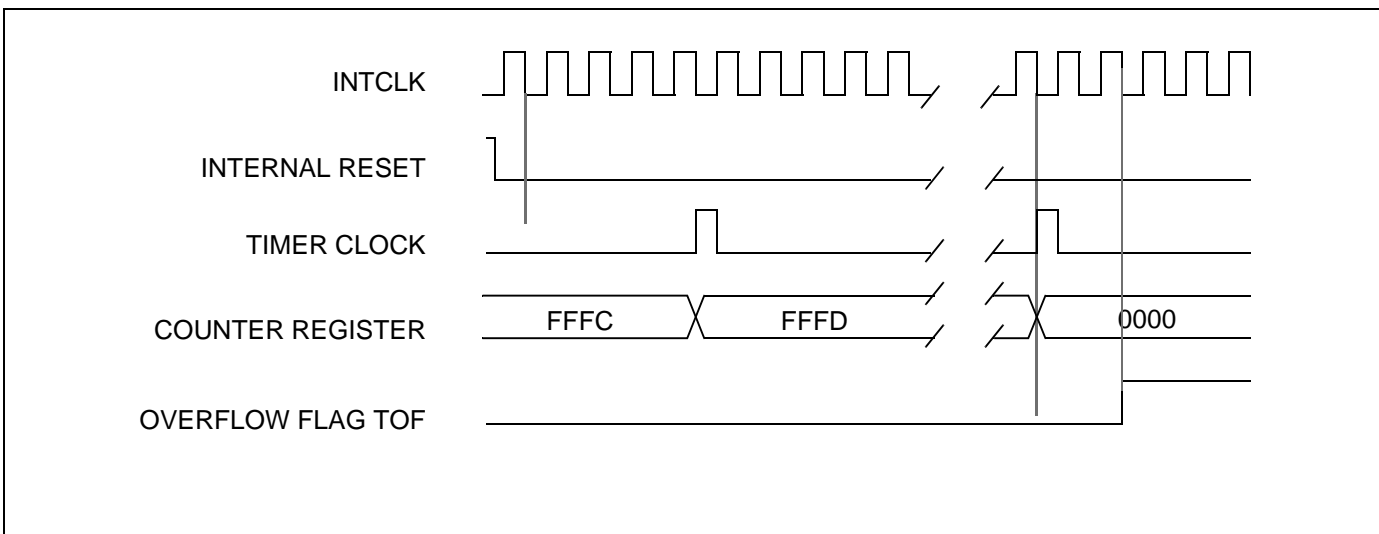 INTCLK
INTERNAL RESET
TIMER CLOCK
COUNTER REGISTER
FFFC
FFFD
0000
OVERFLOW FLAG TOF